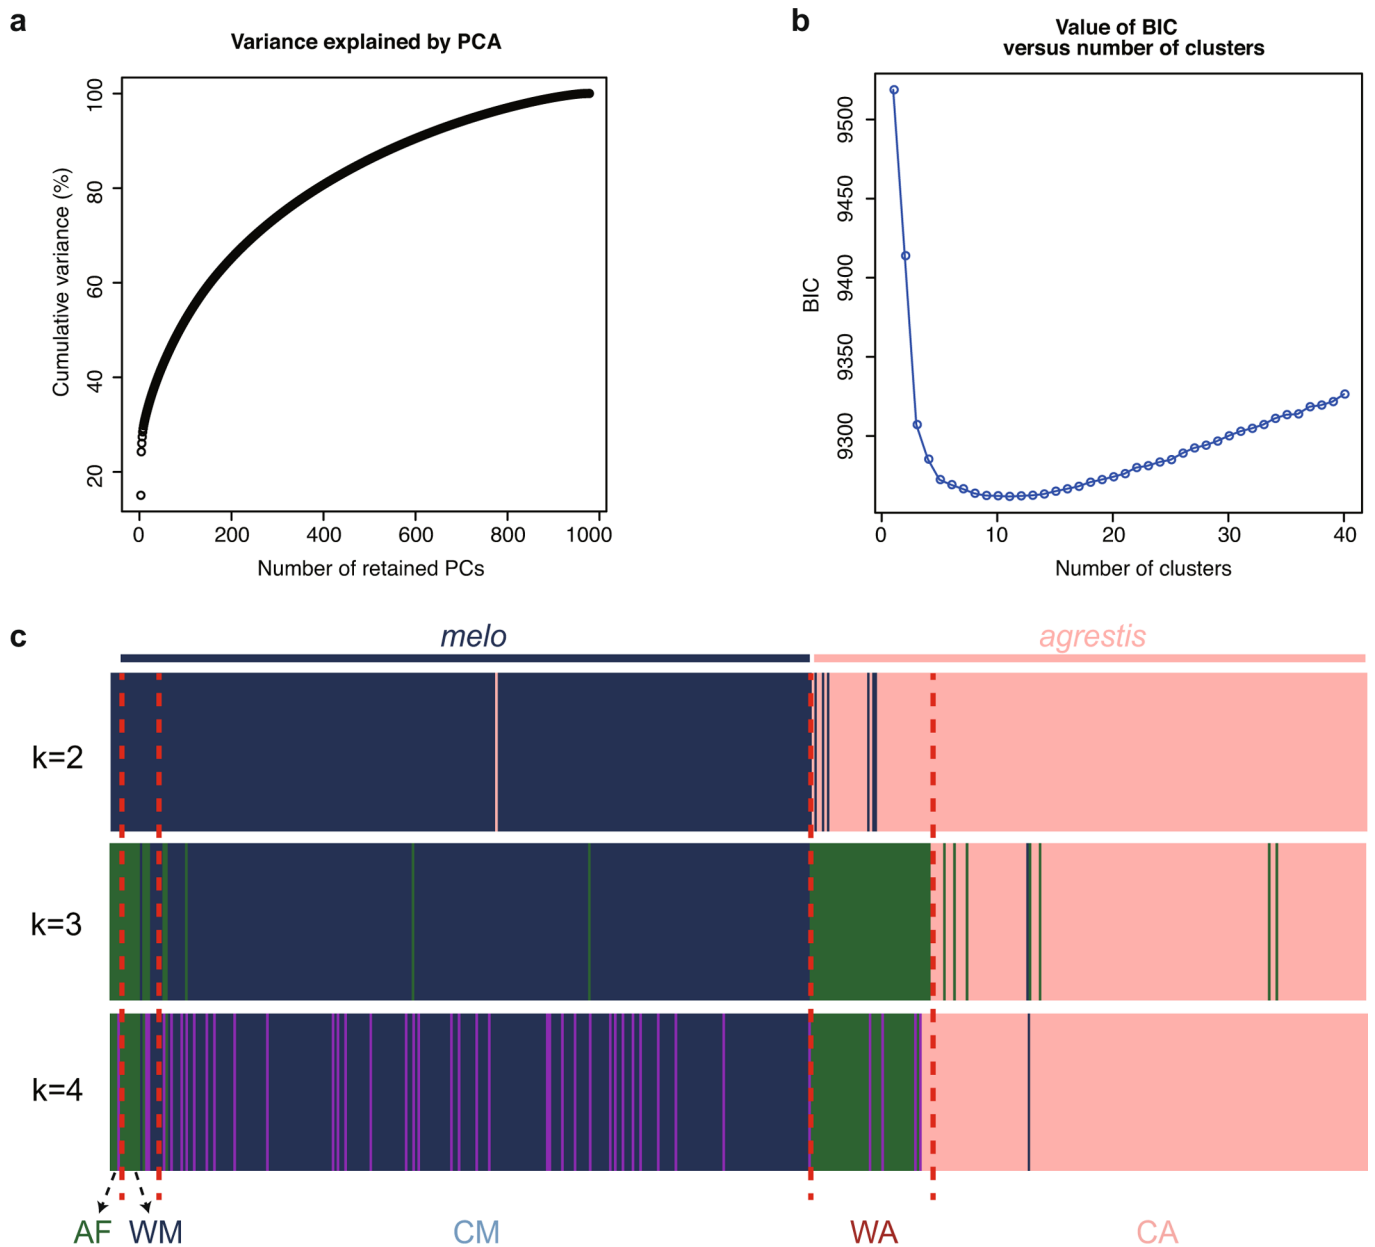 a
Variance explained by PCA
Cumulative variance (%)
100
80
60
40
20
0 200 400 600 800 1000
Number of retained PCs
b
Value of BIC
versus number of clusters
BIC
9500
9450
9400
9350
9300
0 10 20 30 40
Number of clusters
c
melo agrestis
k=2
k=3
k=4
AF WM CM WA CA